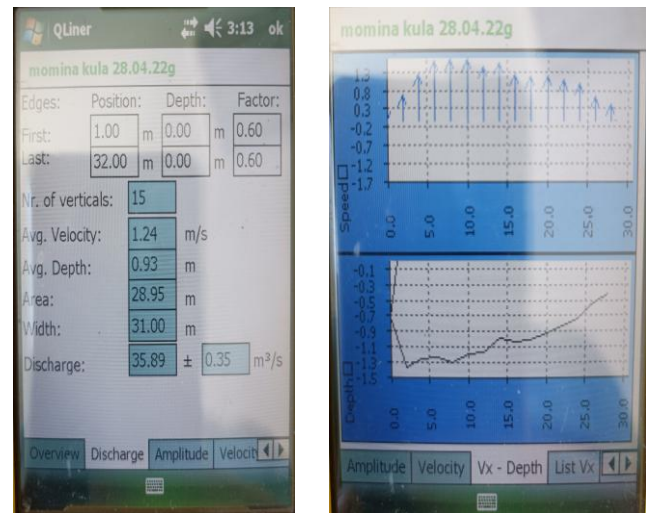 QLiner 3:13 ok
momina kula 28.04.22g
Edges: Position: Depth: Factor:
First: 1.00 m 0.00 m 0.60
Last: 32.00 m 0.00 m 0.60
Nr. of verticals: 15
Avg. Velocity: 1.24 m/s
Avg. Depth: 0.93 m
Area: 28.95 m
Width: 31.00 m
Discharge: 35.89 ± 0.35 m³/s
Overview Discharge Amplitude Velocit
momina kula 28.04.22g
1.3
0.8
0.3
-0.2
-0.7
-1.2
-1.7
Speed
0.0 5.0 10.0 15.0 20.0 25.0 30.0
-0.1
-0.3
-0.5
-0.7
-0.9
-1.1
-1.3
-1.5
Depth
0.0 5.0 10.0 15.0 20.0 25.0 30.0
Amplitude Velocity Vx - Depth List Vx